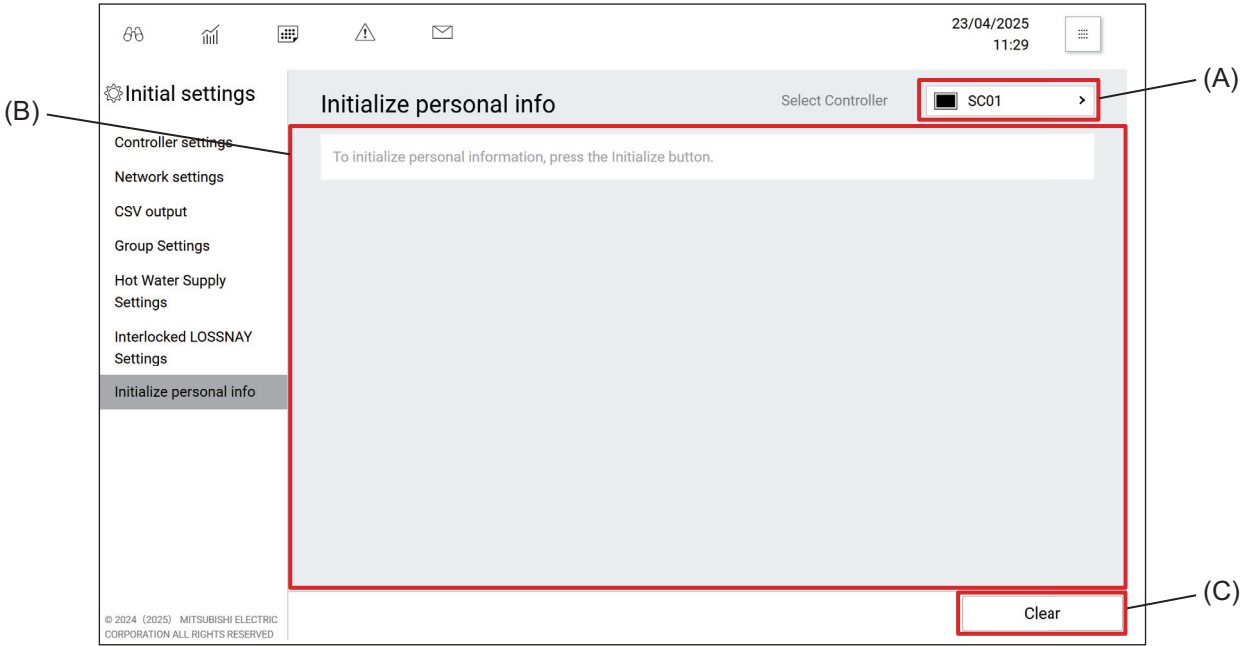 23/04/2025
11:29
(A)
Initial settings
Initialize personal info
Select Controller
SC01
(B)
Controller settings
To initialize personal information, press the Initialize button.
Network settings
CSV output
Group Settings
Hot Water Supply
Settings
Interlocked LOSSNAY
Settings
Initialize personal info
(C)
Clear
© 2024 (2025) MITSUBISHI ELECTRIC
CORPORATION ALL RIGHTS RESERVED